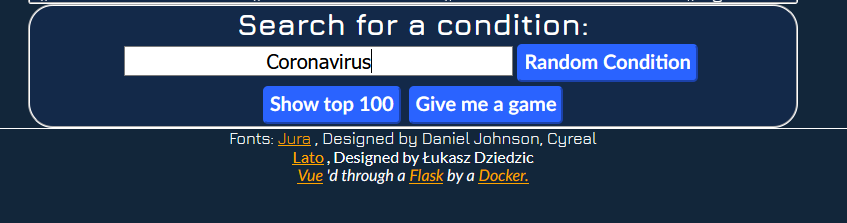 Search for a condition:
Coronavirus Random Condition
Show top 100 Give me a game
Fonts: Jura , Designed by Daniel Johnson, Cyreal
Lato , Designed by Łukasz Dziedzic
Vue 'd through a Flask by a Docker.